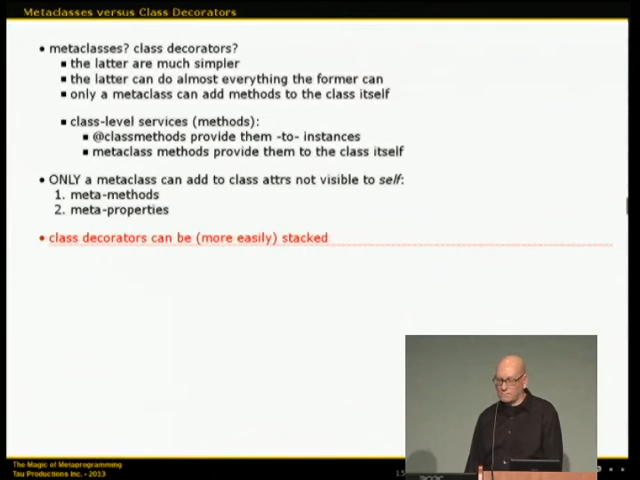 Metaclasses versus Class Decorators
• metaclasses? class decorators?
▪ the latter are much simpler
▪ the latter can do almost everything the former can
▪ only a metaclass can add methods to the class itself
▪ class-level services (methods):
▪ @classmethods provide them -to- instances
▪ metaclass methods provide them to the class itself
• ONLY a metaclass can add to class attrs not visible to self:
1. meta-methods
2. meta-properties
• class decorators can be (more easily) stacked
The Magic of Metaprogramming
Tau Productions Inc. - 2013